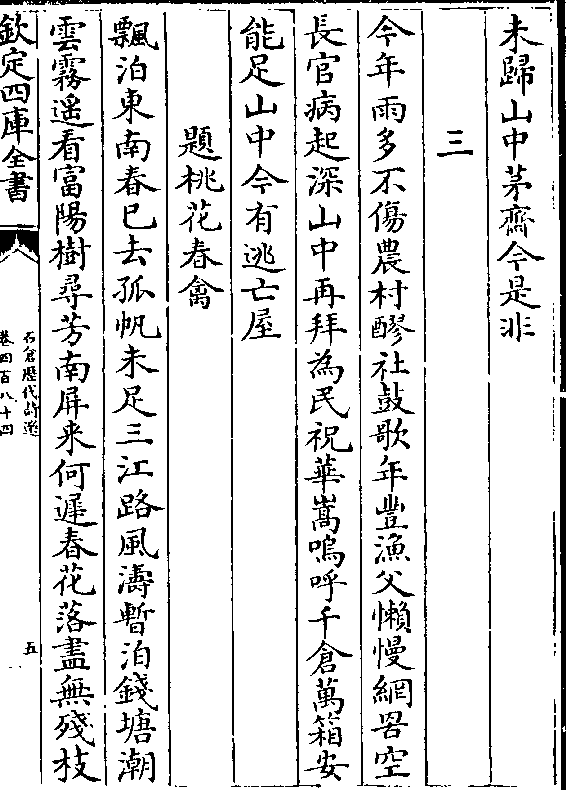 未歸山中茅齋今是非
三
今年雨多不傷農村醪社鼓歌年豐漁父懶慢網罟空
長官病起深山中再拜為民祝華嵩嗚呼千倉萬箱安
能足山中今有逃亡屋
題桃花春禽
飄泊東南春已去孤帆未足三江路風濤暫泊錢塘潮
雲霧遥看富陽樹尋芳南屏来何遲春花落盡無殘枝
欽定四庫全書
石倉歷代詩選
卷四百八十四
五